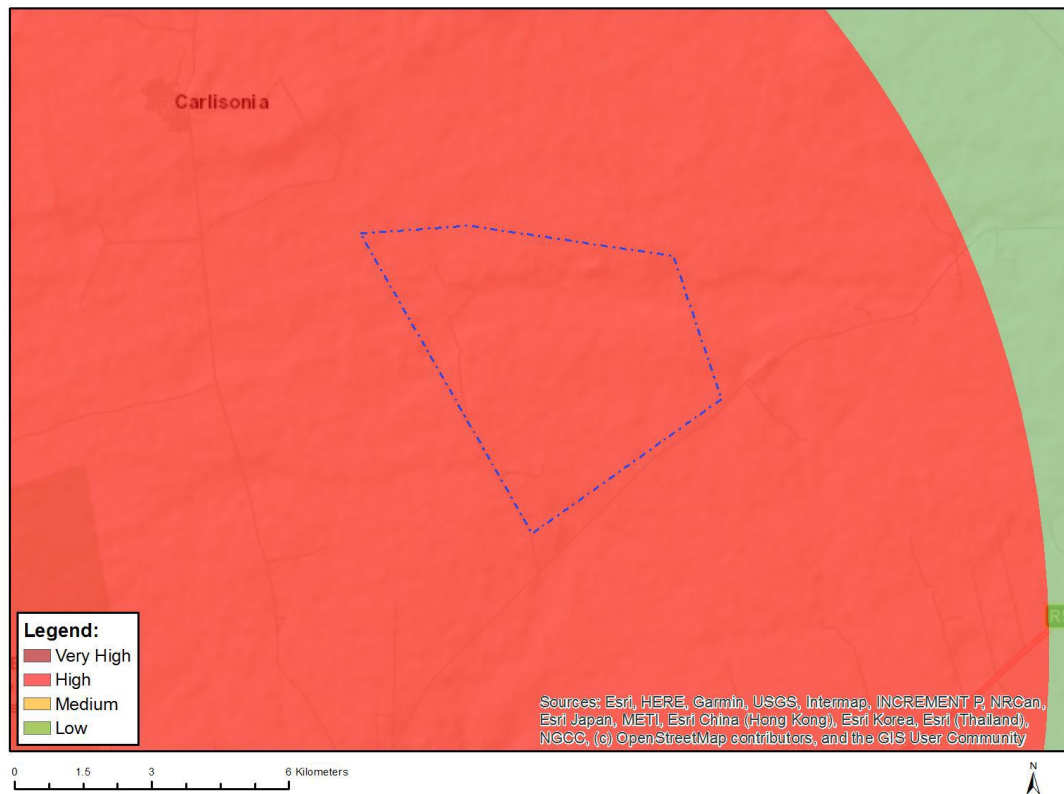 Carlisonia
Legend:
Very High
High
Medium
Low
Sources: Esri, HERE, Garmin, USGS, Intermap, INCREMENT P, NRCan,
Esri Japan, METI, Esri China (Hong Kong), Esri Korea, Esri (Thailand),
NGCC, (c) OpenStreetMap contributors, and the GIS User Community
0 1.5 3 6 Kilometers
N